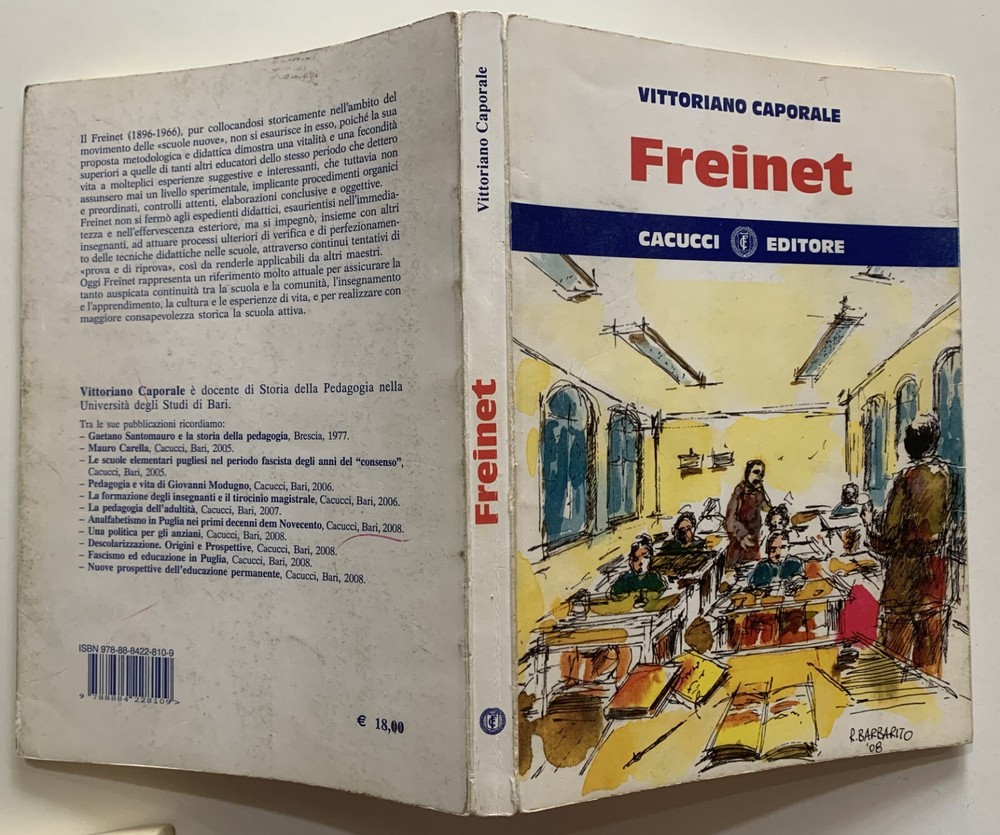 Il Freinet (1896-1966), pur collocandosi storicamente nell'ambito del
movimento delle «scuole nuove», non si esaurisce in esso, poiché la sua
proposta metodologica e didattica dimostra una vitalità e una fecondità
superiori a quelle di tanti altri educatori dello stesso periodo che dettero
vita a molteplici esperienze suggestive e interessanti, che tuttavia non
assunsero mai un livello sperimentale, implicante procedimenti organici
e preordinati, controlli attenti, elaborazioni conclusive e oggettive.
Freinet non si fermò agli espedienti didattici, esaurientisi nell'immedia-
tezza e nell'effervescenza esteriore, ma si impegnò, insieme con altri
insegnanti, ad attuare processi ulteriori di verifica e di perfezionamen-
to delle tecniche didattiche nelle scuole, attraverso continui tentativi di
«prova e di riprova», così da renderle applicabili da altri maestri.
Oggi Freinet rappresenta un riferimento molto attuale per assicurare la
tanto auspicata continuità tra la scuola e la comunità, l'insegnamento
e l'apprendimento, la cultura e le esperienze di vita, e per realizzare con
maggiore consapevolezza storica la scuola attiva.
Vittoriano Caporale è docente di Storia della Pedagogia nella
Università degli Studi di Bari.
Tra le sue pubblicazioni ricordiamo:
– Gaetano Santomauro e la storia della pedagogia, Brescia, 1977.
– Mauro Carella, Cacucci, Bari, 2005.
– Le scuole elementari pugliesi nel periodo fascista degli anni del “consenso”,
Cacucci, Bari, 2005.
– Pedagogia e vita di Giovanni Modugno, Cacucci, Bari, 2006.
– La formazione degli insegnanti e il tirocinio magistrale, Cacucci, Bari, 2006.
– La pedagogia dell'adultità, Cacucci, Bari, 2007.
– Analfabetismo in Puglia nei primi decenni dem Novecento, Cacucci, Bari, 2008.
– Una politica per gli anziani, Cacucci, Bari, 2008.
– Descolarizzazione. Origini e Prospettive, Cacucci, Bari, 2008.
– Fascismo ed educazione in Puglia, Cacucci, Bari, 2008.
– Nuove prospettive dell'educazione permanente, Cacucci, Bari, 2008.
ISBN 978-88-8422-810-9
9 788884 228109>
€ 18,00
Vittoriano Caporale
Freinet
VITTORIANO CAPORALE
Freinet
CACUCCI EDITORE
R. BARBARITO
'08